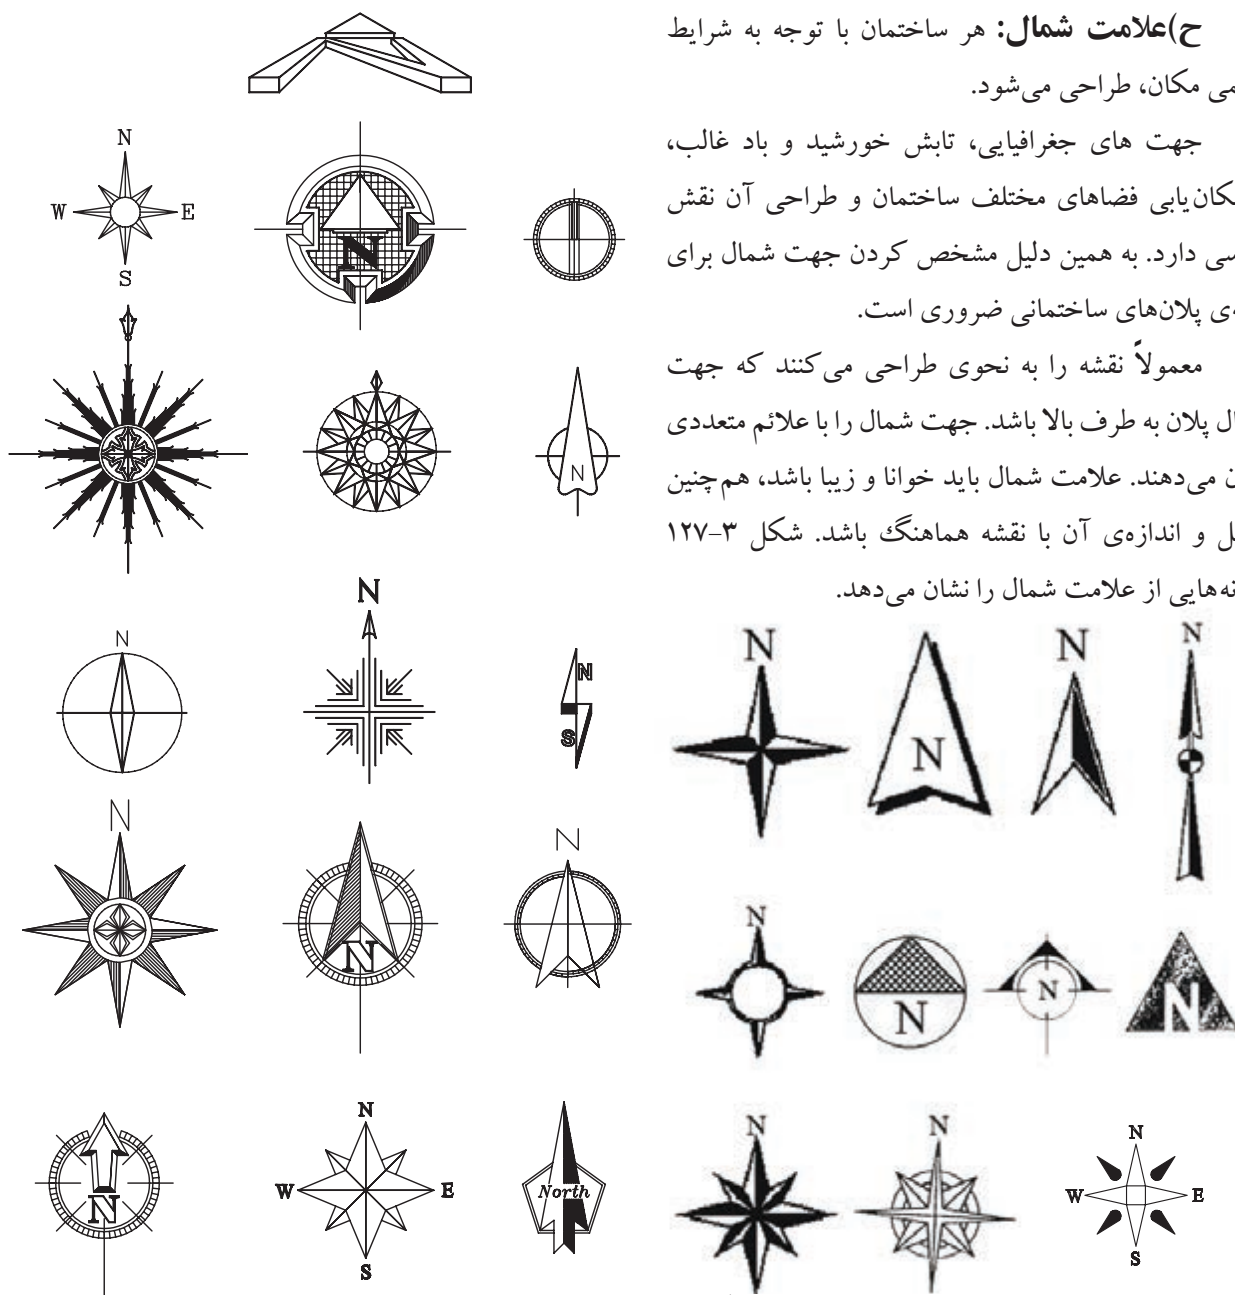 ح)علامت شمال: هر ساختمان با توجه به شرایط
مکان، طراحی می‌شود.
جهت های جغرافیایی، تابش خورشید و باد غالب،
فضاهای مختلف ساختمان و طراحی آن نقش
دارد. به همین دلیل مشخص کردن جهت شمال برای
پلان‌های ساختمانی ضروری است.
معمولاً نقشه را به نحوی طراحی می‌کنند که جهت
پلان به طرف بالا باشد. جهت شمال را با علائم متعددی
می‌دهند. علامت شمال باید خوانا و زیبا باشد، هم‌چنین
و اندازه‌ی آن با نقشه هماهنگ باشد. شکل ۳–۱۲۷
از علامت شمال را نشان می‌دهد.
N
W E
S
N
N
N
N
N
S
N
N
N
N
N
W E
S
North
N
N
N
N
N
N
N
N
N
N
N
W E
S